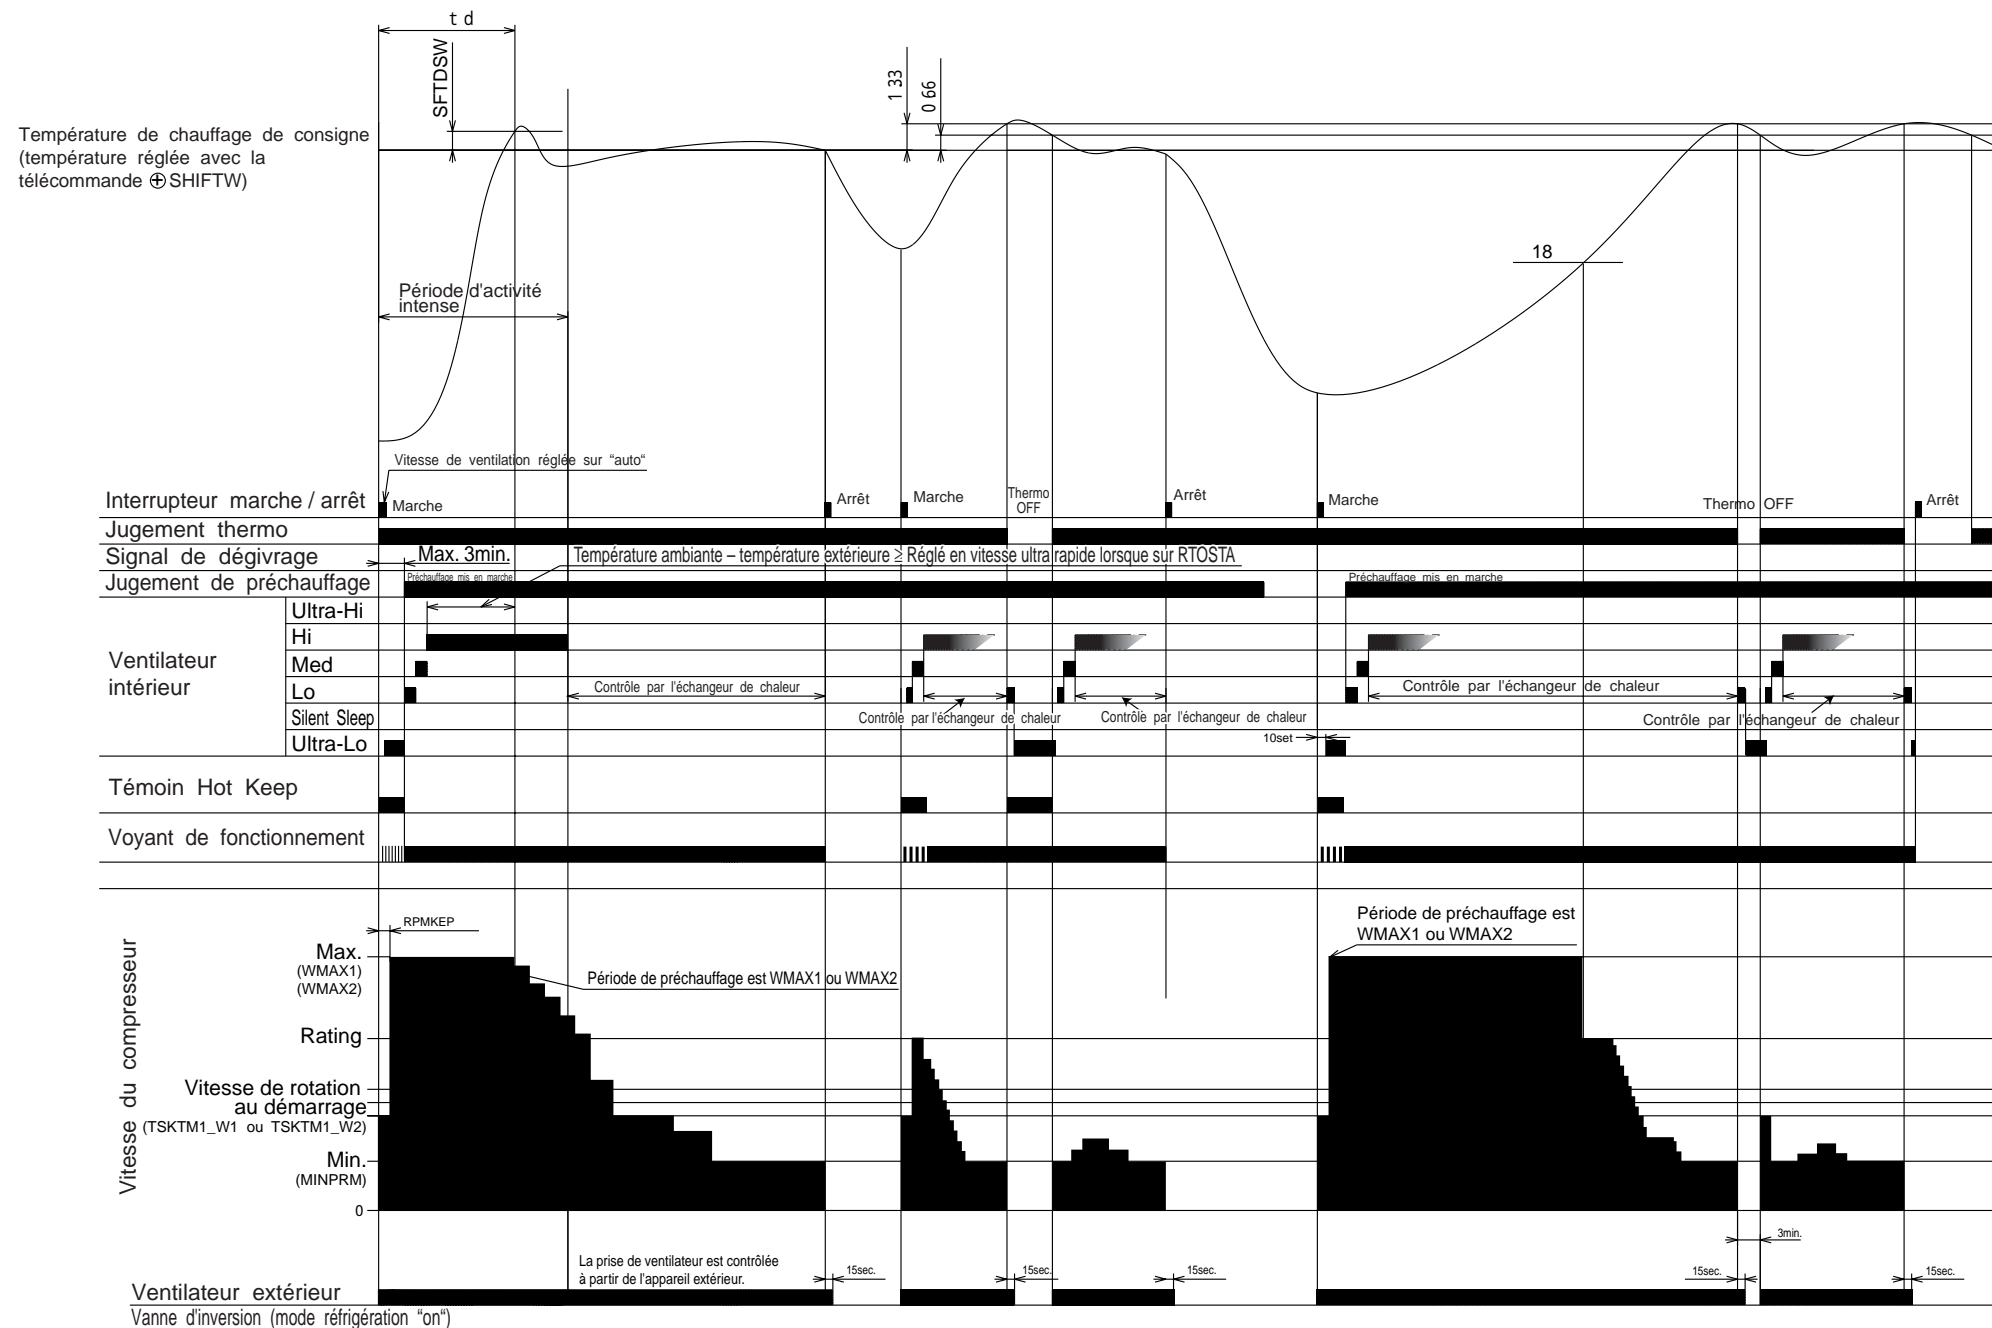 t d
SFTDSW
1 33
0 66
Température de chauffage de consigne
(température réglée avec la
télécommande ⊕SHIFTW)
18
Période d'activité
intense
Vitesse de ventilation réglée sur “auto“
Interrupteur marche / arrêt
Marche
Arrêt
Marche
Thermo
OFF
Arrêt
Marche
Thermo OFF
Arrêt
Jugement thermo
Signal de dégivrage
Max. 3min.
Température ambiante – température extérieure ≥ Réglé en vitesse ultra rapide lorsque sur RTOSTA
Jugement de préchauffage
Préchauffage mis en marche
Préchauffage mis en marche
Ventilateur
intérieur
Ultra-Hi
Hi
Med
Lo
Contrôle par l'échangeur de chaleur
Contrôle par l'échangeur de chaleur
Silent Sleep
Contrôle par l'échangeur de chaleur
Contrôle par l'échangeur de chaleur
Contrôle par l'échangeur de chaleur
Ultra-Lo
10set
Témoin Hot Keep
Voyant de fonctionnement
Vitesse du compresseur
RPMKEP
Période de préchauffage est
WMAX1 ou WMAX2
Max.
(WMAX1)
(WMAX2)
Période de préchauffage est WMAX1 ou WMAX2
Rating
Vitesse de rotation
au démarrage
(TSKTM1_W1 ou TSKTM1_W2)
Min.
(MINPRM)
0
3min.
La prise de ventilateur est contrôlée
à partir de l'appareil extérieur.
15sec.
15sec.
15sec.
15sec.
15sec.
Ventilateur extérieur
Vanne d'inversion (mode réfrigération “on“)